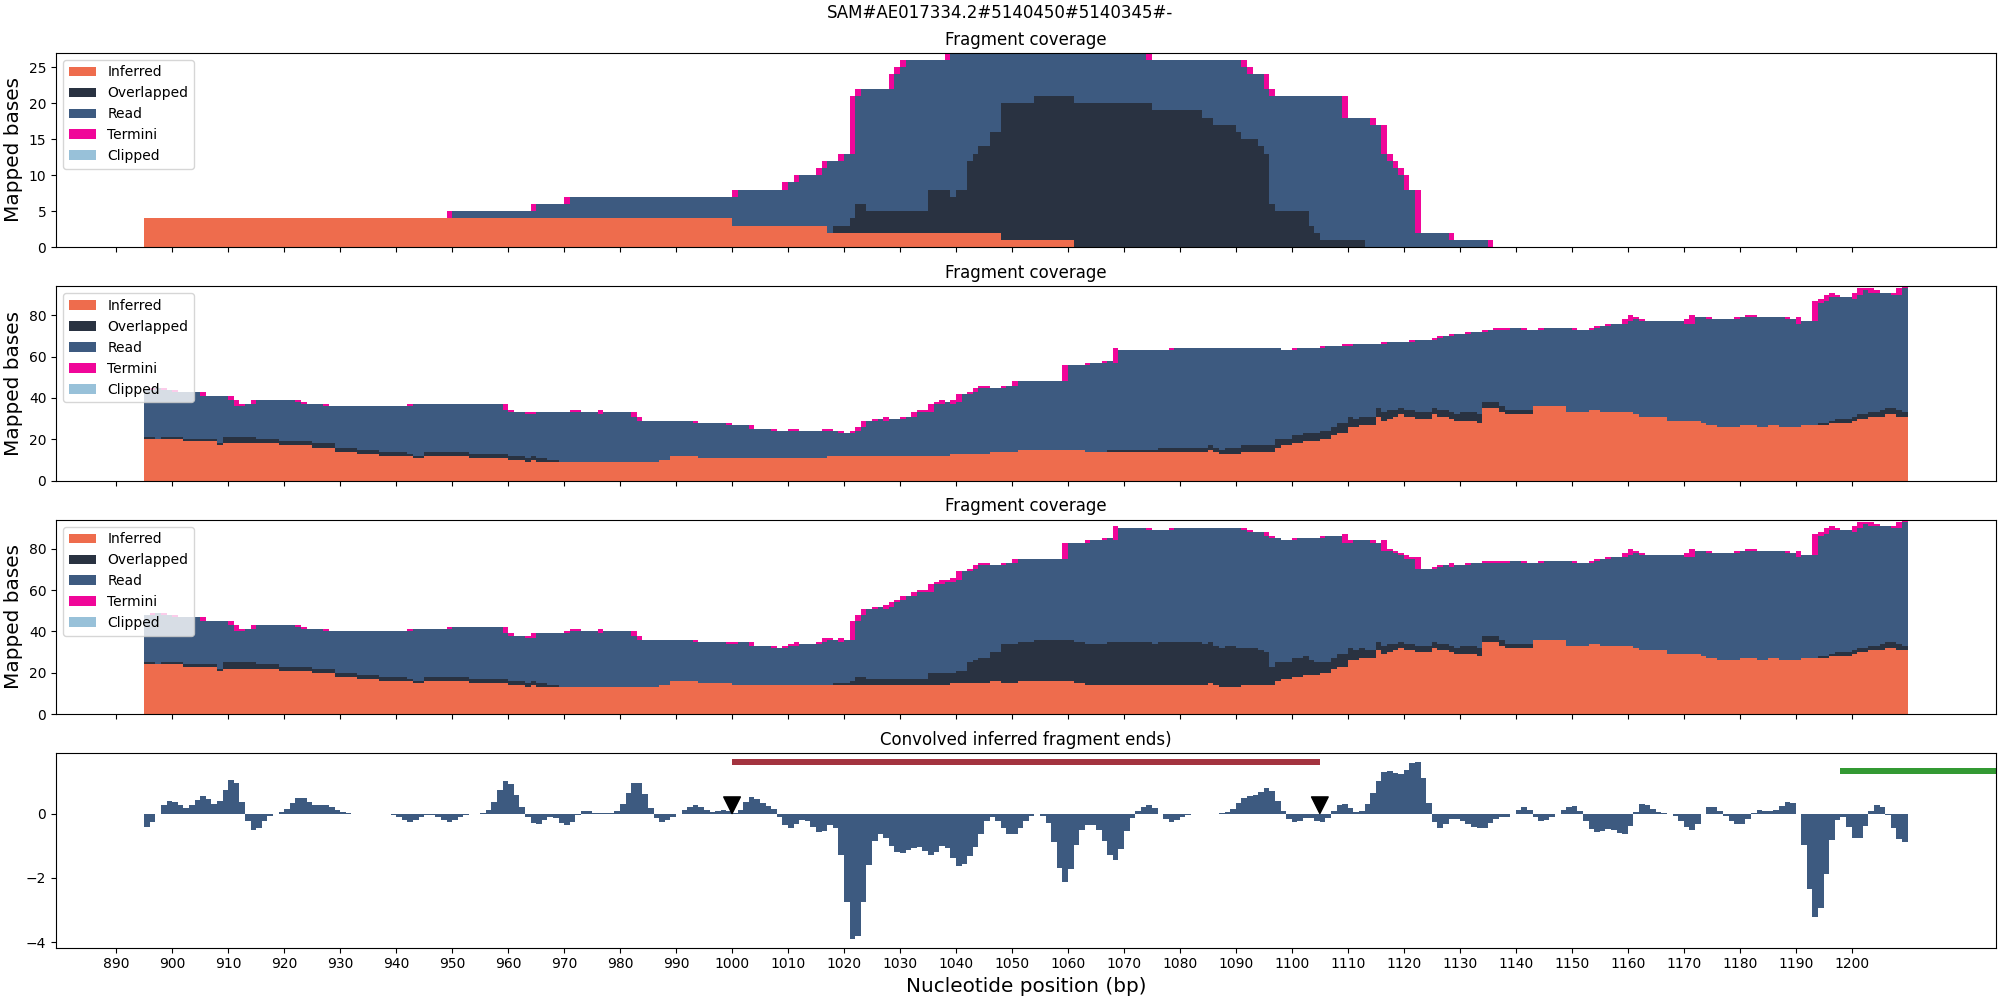 SAM#AE017334.2#5140450#5140345#-
Fragment coverage
Mapped bases
25
20
15
10
5
0
Inferred
Overlapped
Read
Termini
Clipped
Fragment coverage
Mapped bases
80
60
40
20
0
Inferred
Overlapped
Read
Termini
Clipped
Fragment coverage
Mapped bases
80
60
40
20
0
Inferred
Overlapped
Read
Termini
Clipped
Convolved inferred fragment ends)
0
−2
−4
890 900 910 920 930 940 950 960 970 980 990 1000 1010 1020 1030 1040 1050 1060 1070 1080 1090 1100 1110 1120 1130 1140 1150 1160 1170 1180 1190 1200
Nucleotide position (bp)